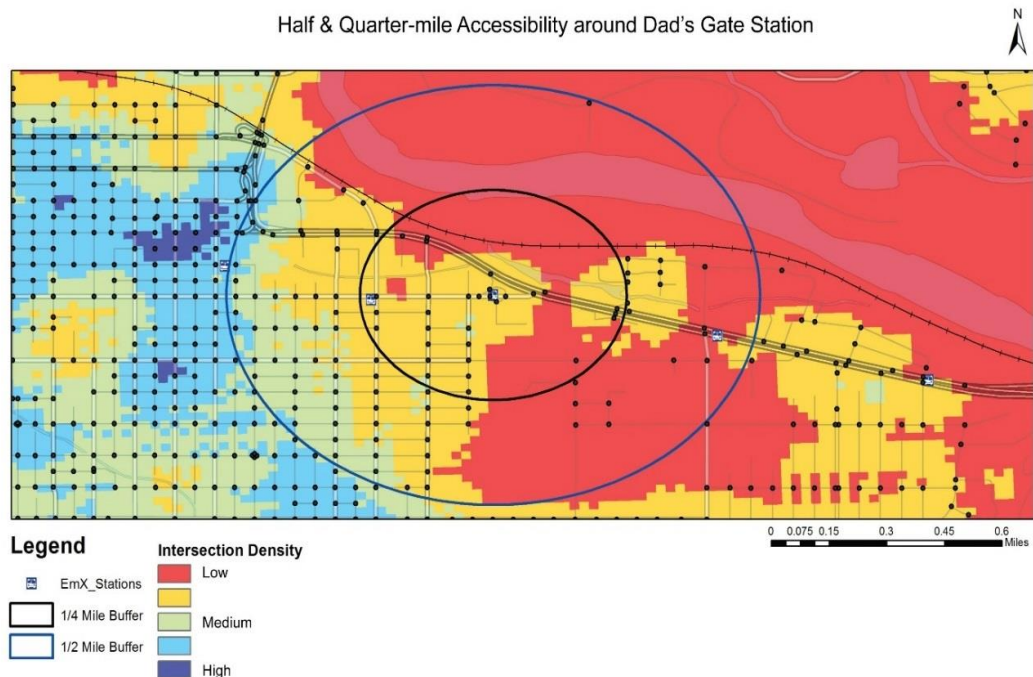 Half & Quarter-mile Accessibility around Dad's Gate Station
N
0 0.075 0.15 0.3 0.45 0.6
Miles
Legend
EmX_Stations
1/4 Mile Buffer
1/2 Mile Buffer
Intersection Density
Low
Medium
High